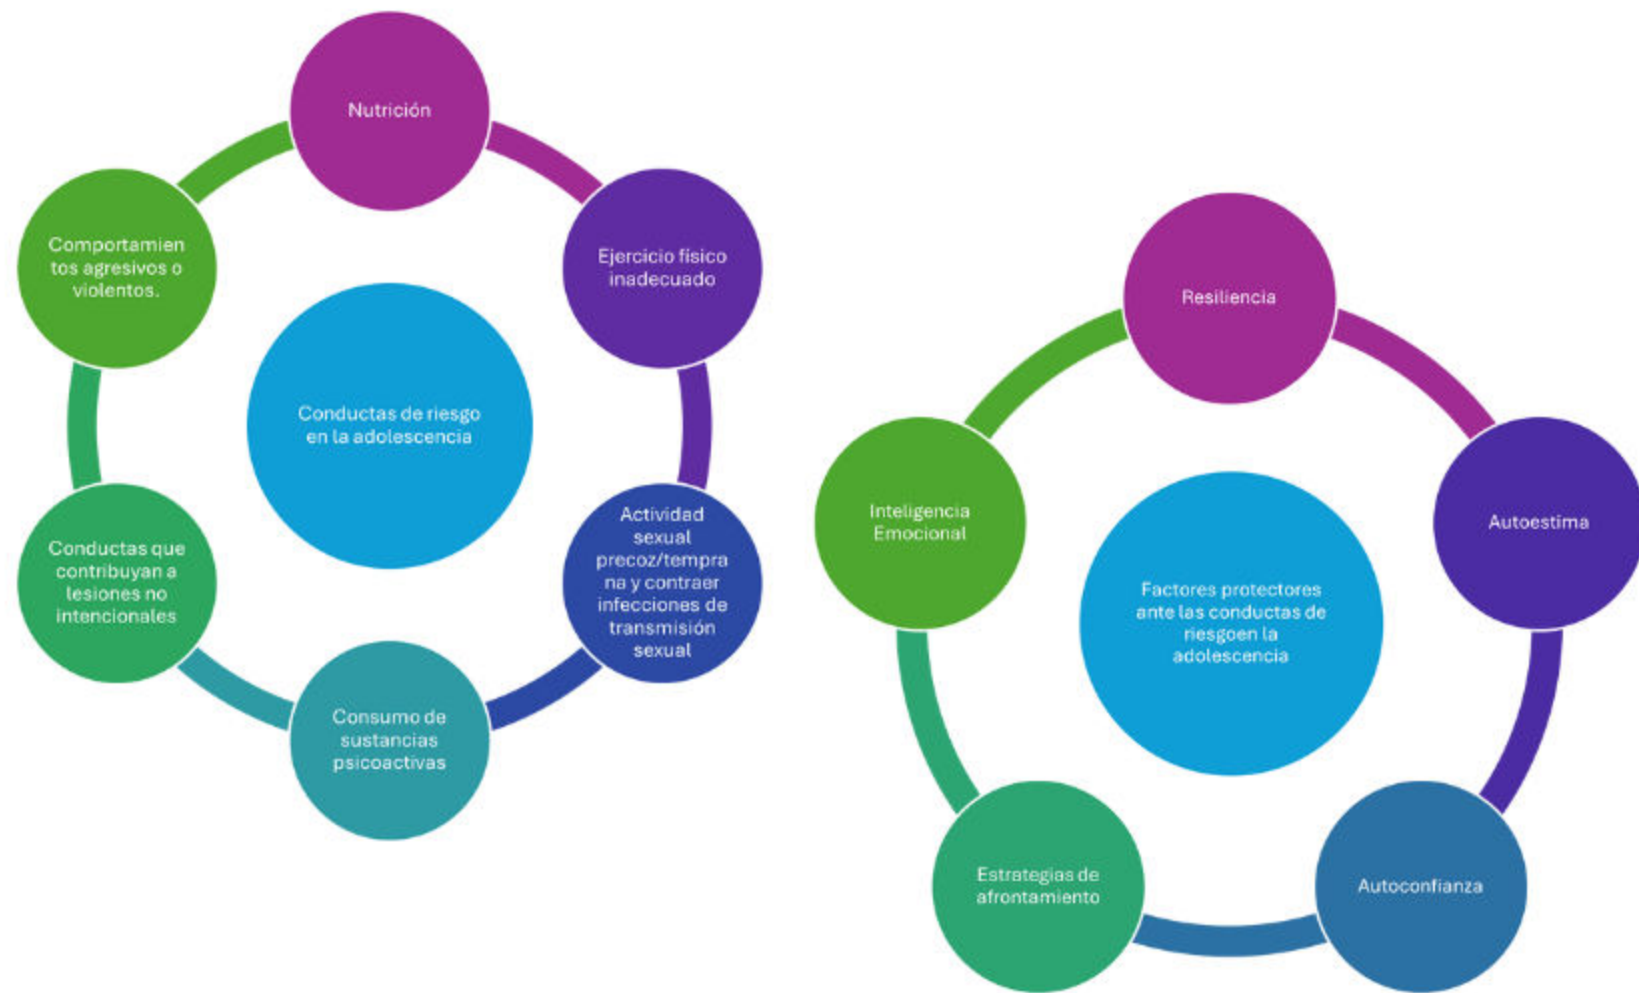 Nutrición
Ejercicio físico
inadecuado
Actividad
sexual
precoz/tempra
na y contraer
infecciones de
transmisión
sexual
Consumo de
sustancias
psicoactivas
Conductas que
contribuyan a
lesiones no
intencionales
Comportamien
tos agresivos o
violentos.
Conductas de riesgo
en la adolescencia
Resiliencia
Autoestima
Autoconfianza
Estrategias de
afrontamiento
Inteligencia
Emocional
Factores protectores
ante las conductas de
riesgoen la
adolescencia